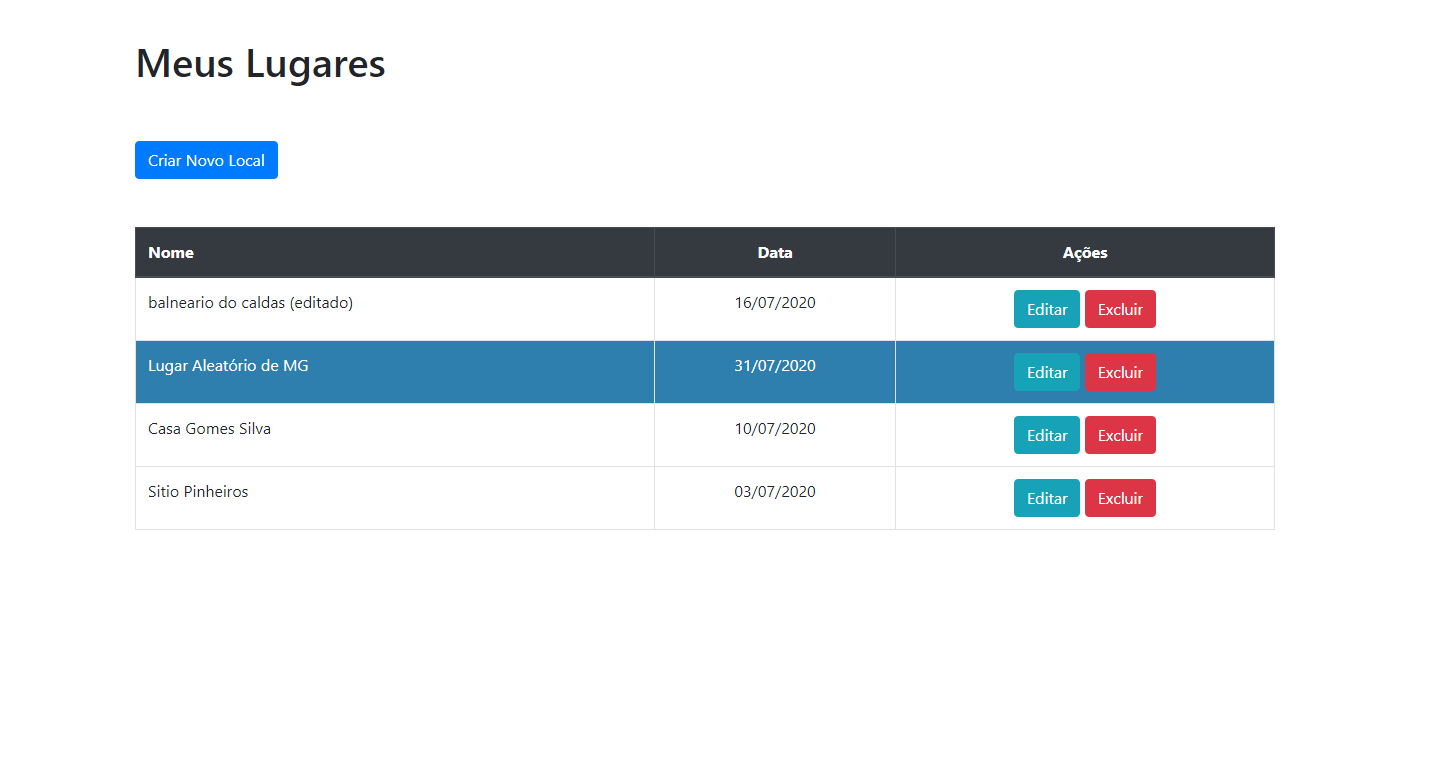 Meus Lugares
Criar Novo Local
Nome Data Ações
balneario do caldas (editado) 16/07/2020 Editar Excluir
Lugar Aleatório de MG 31/07/2020 Editar Excluir
Casa Gomes Silva 10/07/2020 Editar Excluir
Sitio Pinheiros 03/07/2020 Editar Excluir